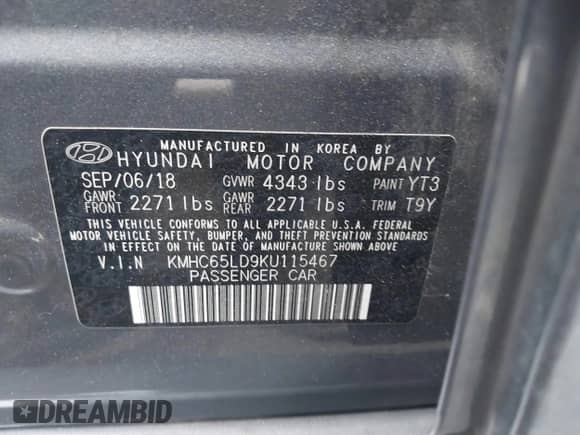 MANUFACTURED IN KOREA BY
HYUNDAI MOTOR COMPANY
SEP/06/18 GVWR 4343 lbs PAINT YT3
GAWR FRONT 2271 lbs GAWR REAR 2271 lbs TRIM T9Y
THIS VEHICLE CONFORMS TO ALL APPLICABLE U.S.A. FEDERAL
MOTOR VEHICLE SAFETY, BUMPER, AND THEFT PREVENTION STANDARDS
IN EFFECT ON THE DATE OF MANUFACTURE SHOWN ABOVE.
V.I.N KMHC65LD9KU115467
PASSENGER CAR
DREAMBID